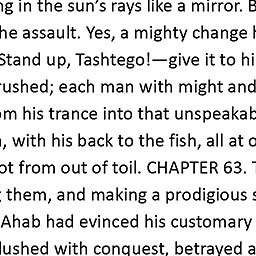 ng in the sun's rays like a mirror. B
he assault. Yes, a mighty change h
Stand up, Tashtego!—give it to hi
rushed; each man with might and
om his trance into that unspeakab
, with his back to the fish, all at o
ot from out of toil. CHAPTER 63. T
g them, and making a prodigious s
Ahab had evinced his customary
lushed with conquest, betrayed a